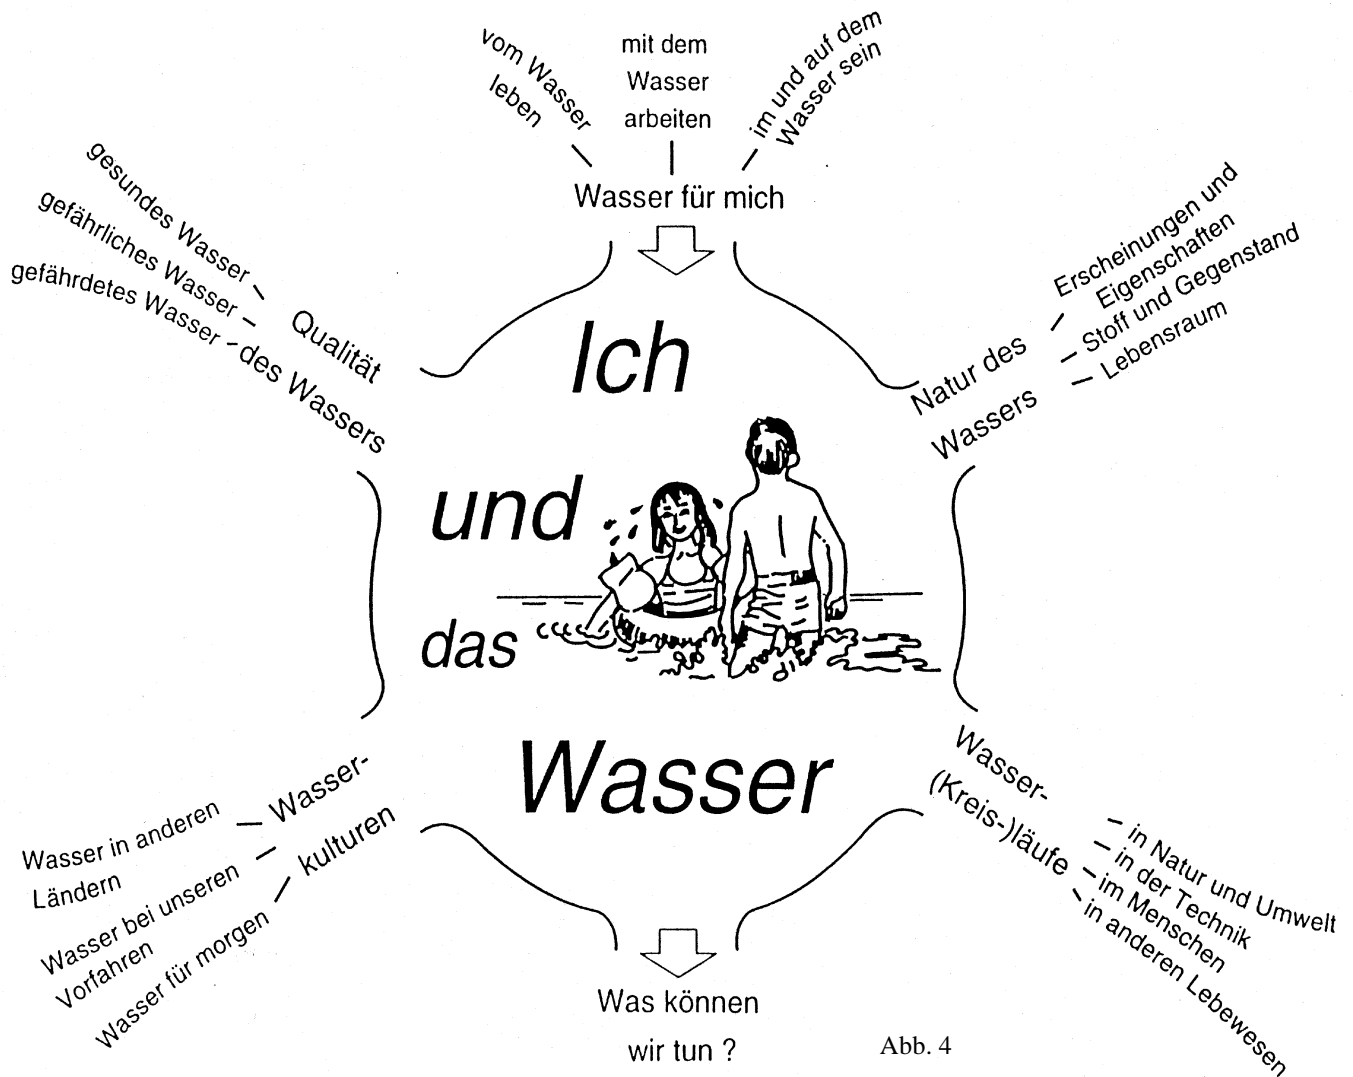 vom Wasser
leben
mit dem
Wasser
arbeiten
im und auf dem
Wasser sein
Wasser für mich
gesundes Wasser
gefährliches Wasser
gefährdetes Wasser
Qualität
des Wassers
Erscheinungen und
Eigenschaften
Stoff und Gegenstand
Lebensraum
Natur des
Wassers
Ich
und
das
Wasser
Wasser-
kulturen
Wasser in anderen
Ländern
Wasser bei unseren
Vorfahren
Wasser für morgen
Wasser-
(Kreis-)läufe
in Natur und Umwelt
in der Technik
im Menschen
in anderen Lebewesen
Was können
wir tun ?
Abb. 4